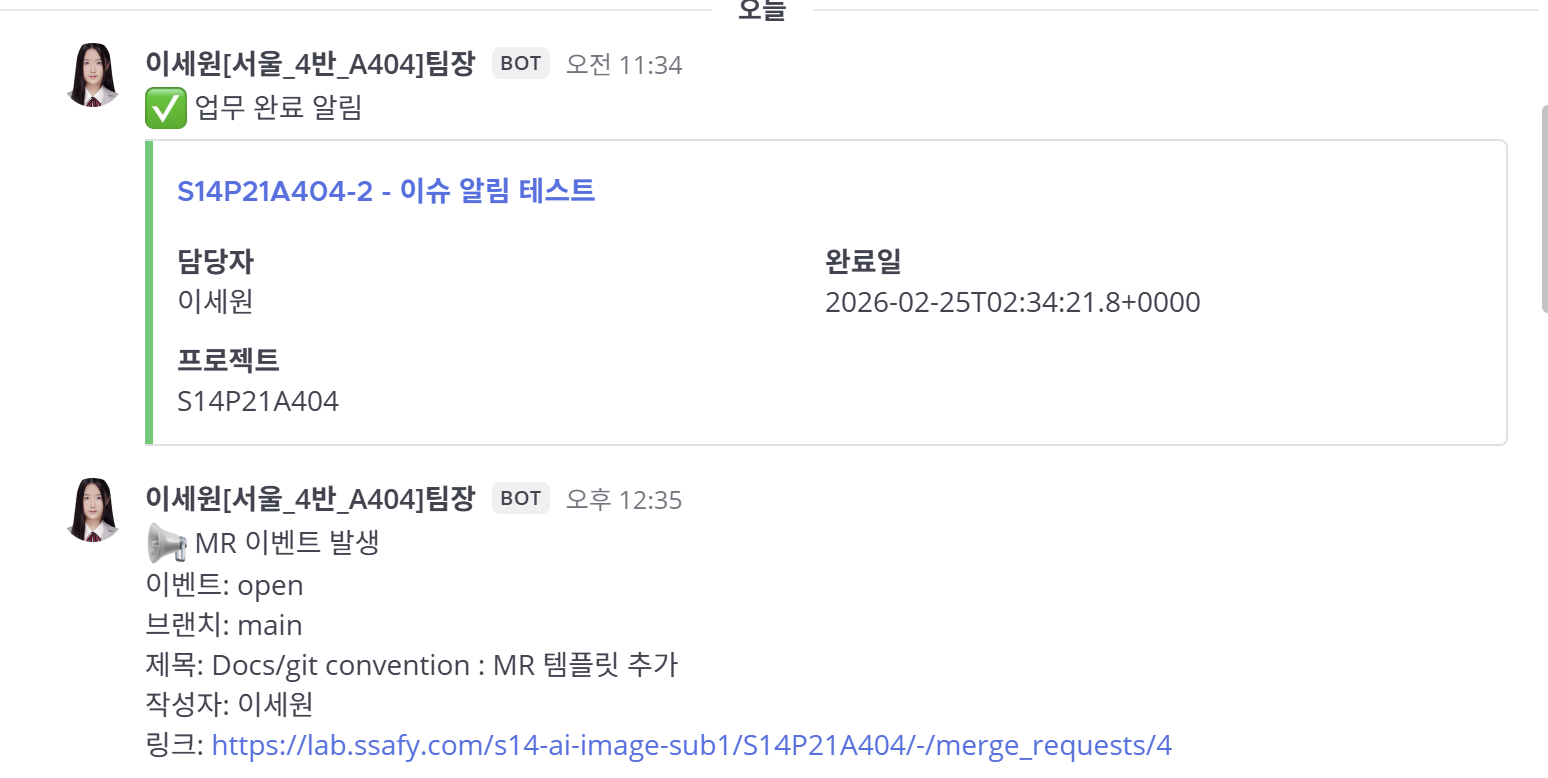 오늘
이세원[서울_4반_A404]팀장 BOT 오전 11:34
✅ 업무 완료 알림
S14P21A404-2 - 이슈 알림 테스트
담당자 완료일
이세원 2026-02-25T02:34:21.8+0000
프로젝트
S14P21A404
이세원[서울_4반_A404]팀장 BOT 오후 12:35
📢 MR 이벤트 발생
이벤트: open
브랜치: main
제목: Docs/git convention : MR 템플릿 추가
작성자: 이세원
링크: https://lab.ssafy.com/s14-ai-image-sub1/S14P21A404/-/merge_requests/4